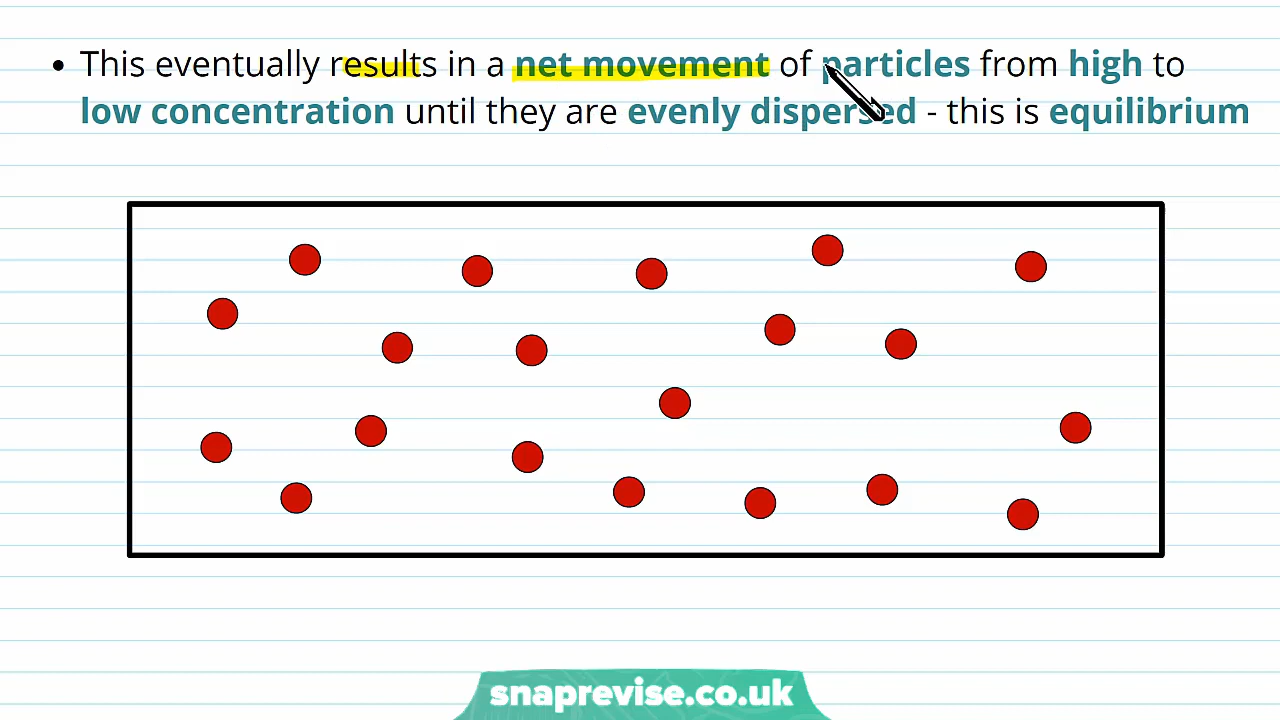 • This eventually results in a net movement of particles from high to
low concentration until they are evenly dispersed - this is equilibrium
snaprevise.co.uk